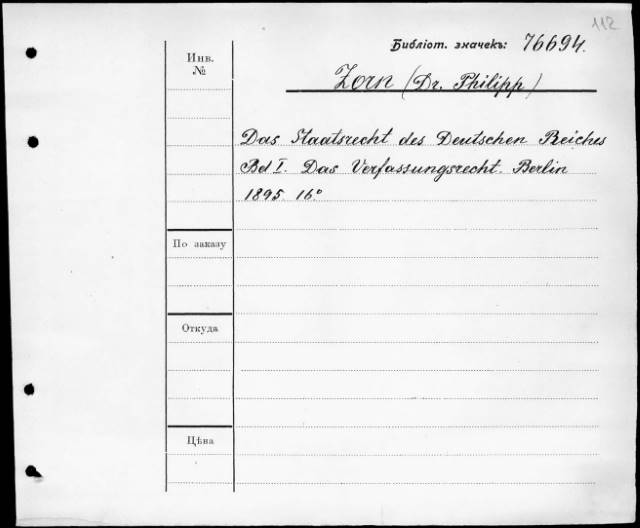 112
Библіот. значекъ: 76694.
Инв.
№
Zorn (Dr. Philipp)
Das Staatsrecht des Deutschen Reiches
Bd I. Das Verfassungsrecht. Berlin
1895. 16°
По заказу
Откуда
Цѣна